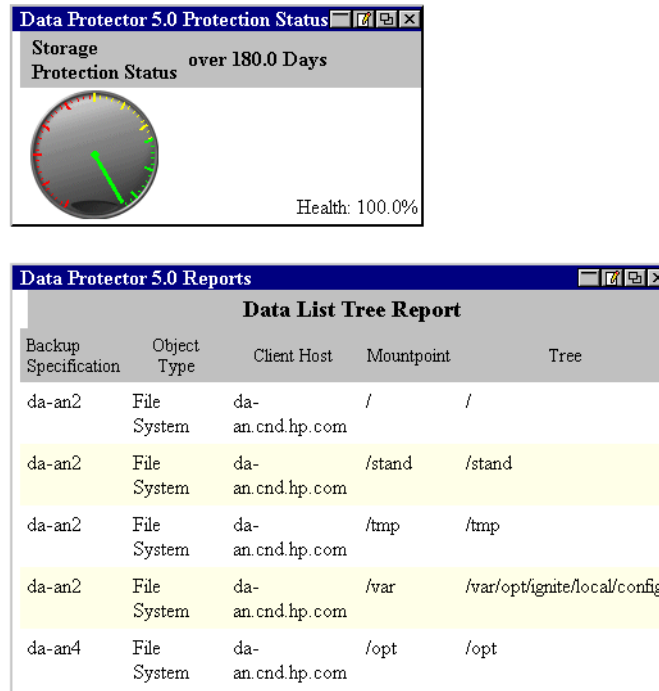 Data Protector 5.0 Protection Status
Storage
Protection Status
over 180.0 Days
Health: 100.0%
Data Protector 5.0 Reports
Data List Tree Report
Backup
Specification
Object
Type
Client Host
Mountpoint
Tree
da-an2
File
System
da-
an.cnd.hp.com
/
/
da-an2
File
System
da-
an.cnd.hp.com
/stand
/stand
da-an2
File
System
da-
an.cnd.hp.com
/tmp
/tmp
da-an2
File
System
da-
an.cnd.hp.com
/var
/var/opt/ignite/local/config
da-an4
File
System
da-
an.cnd.hp.com
/opt
/opt